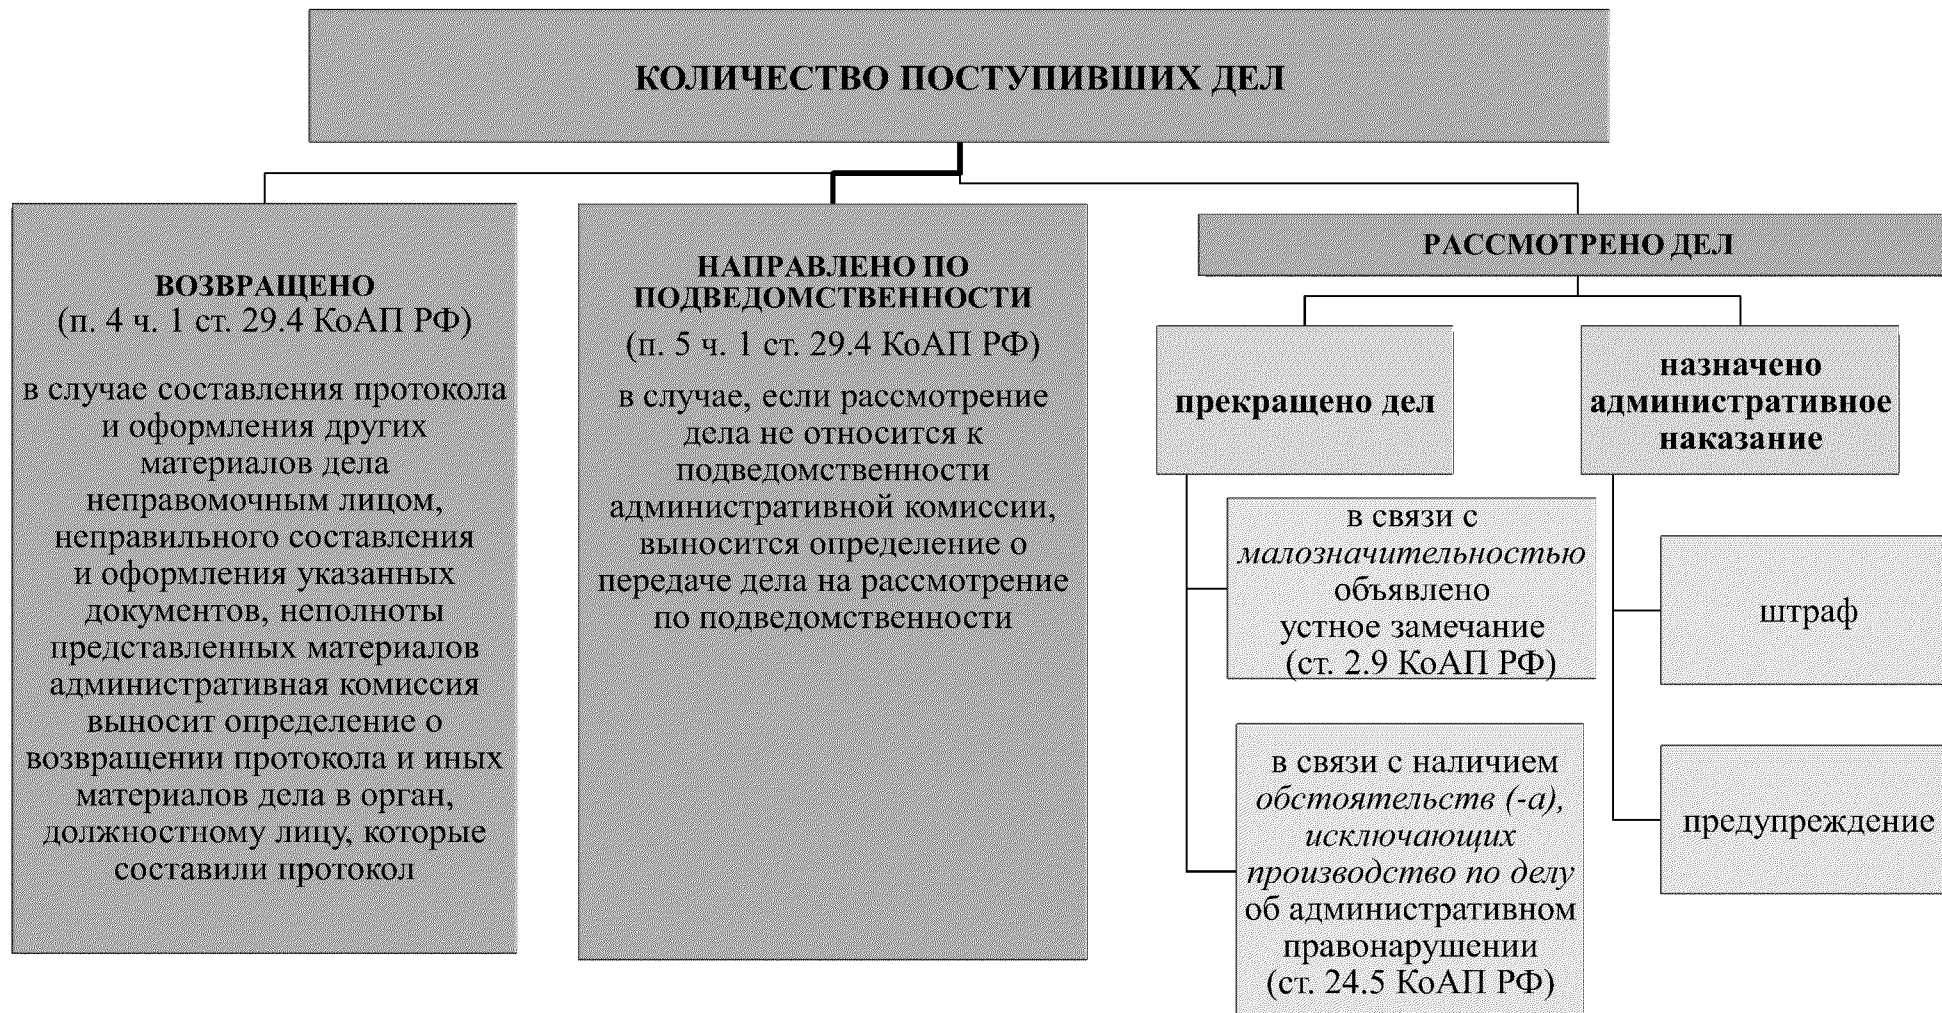 КОЛИЧЕСТВО ПОСТУПИВШИХ ДЕЛ
ВОЗВРАЩЕНО
(п. 4 ч. 1 ст. 29.4 КоАП РФ)
в случае составления протокола
и оформления других
материалов дела
неправомочным лицом,
неправильного составления
и оформления указанных
документов, неполноты
представленных материалов
административная комиссия
выносит определение о
возвращении протокола и иных
материалов дела в орган,
должностному лицу, которые
составили протокол
НАПРАВЛЕНО ПО
ПОДВЕДОМСТВЕННОСТИ
(п. 5 ч. 1 ст. 29.4 КоАП РФ)
в случае, если рассмотрение
дела не относится к
подведомственности
административной комиссии,
выносится определение о
передаче дела на рассмотрение
по подведомственности
РАССМОТРЕНО ДЕЛ
прекращено дел
в связи с
малозначительностью
объявлено
устное замечание
(ст. 2.9 КоАП РФ)
в связи с наличием
обстоятельств (-а),
исключающих
производство по делу
об административном
правонарушении
(ст. 24.5 КоАП РФ)
назначено
административное
наказание
штраф
предупреждение